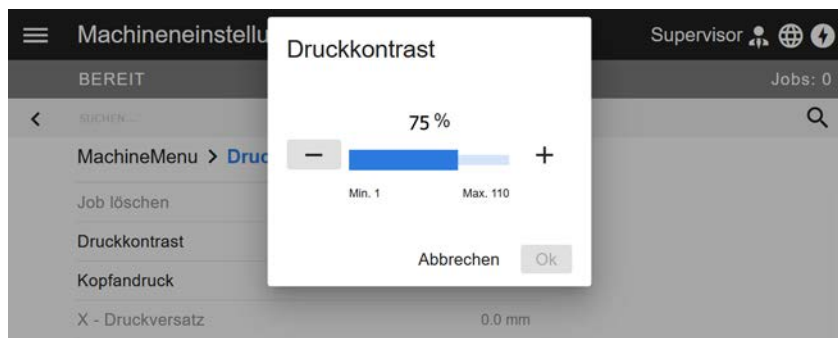 Machineneinstellu
Supervisor
BEREIT
Jobs: 0
SUCHEN...
MachineMenu > Druc
Job löschen
Druckkontrast
Kopfandruck
X - Druckversatz
0.0 mm
Druckkontrast
75 %
Min. 1
Max. 110
Abbrechen
Ok